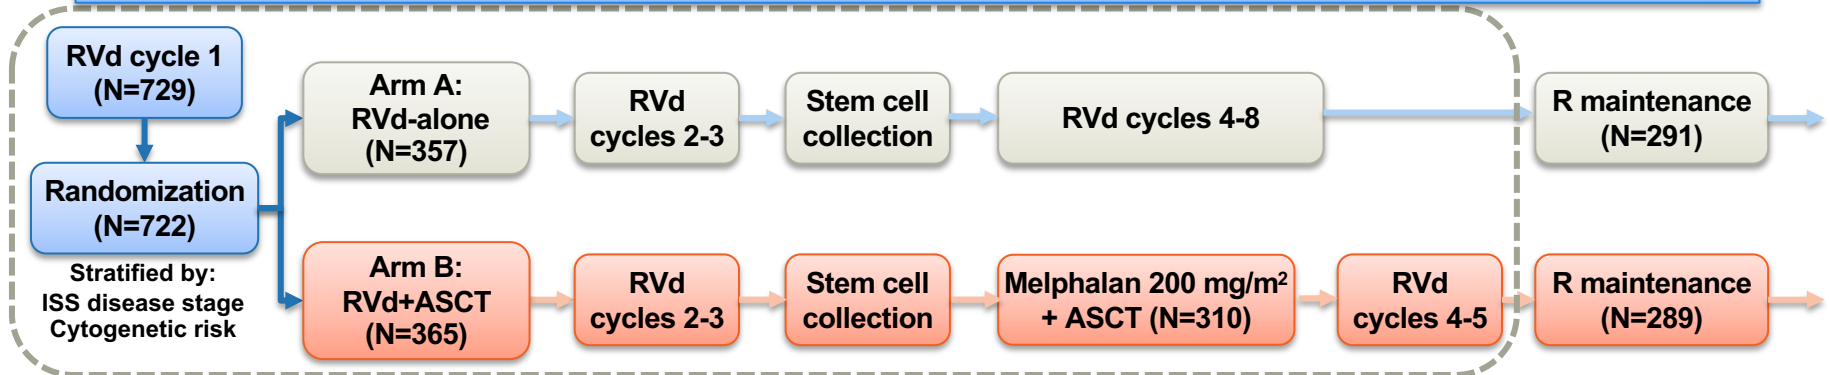 RVd cycle 1
(N=729)
Randomization
(N=722)
Stratified by:
ISS disease stage
Cytogenetic risk
Arm A:
RVd-alone
(N=357)
RVd
cycles 2-3
Stem cell
collection
RVd cycles 4-8
R maintenance
(N=291)
Arm B:
RVd+ASCT
(N=365)
RVd
cycles 2-3
Stem cell
collection
Melphalan 200 mg/m²
+ ASCT (N=310)
RVd
cycles 4-5
R maintenance
(N=289)